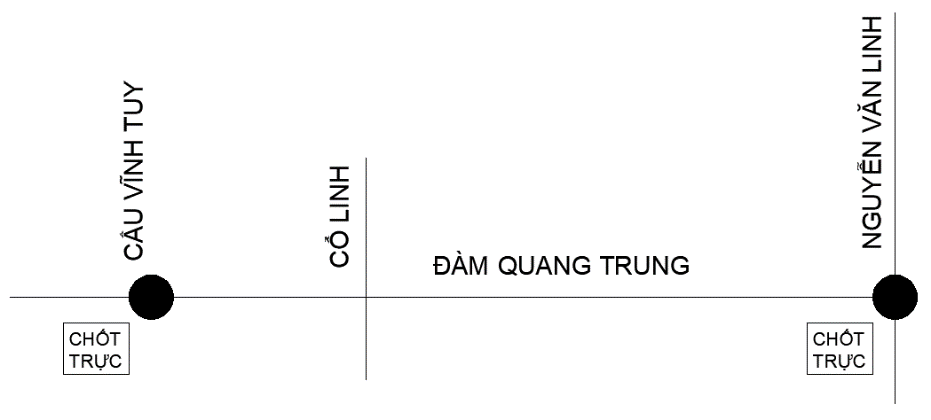 CẦU VĨNH TUY
CỔ LINH
ĐÀM QUANG TRUNG
NGUYỄN VĂN LINH
CHỐT
TRỰC
CHỐT
TRỰC